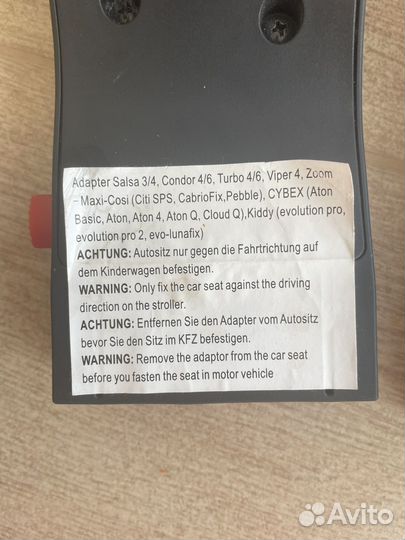 Adapter Salsa 3/4, Condor 4/6, Turbo 4/6, Viper 4, Zoom
= Maxi-Cosi (Citi SPS, CabrioFix,Pebble), CYBEX (Aton
Basic, Aton, Aton 4, Aton Q, Cloud Q),Kiddy (evolution pro,
evolution pro 2, evo-lunafix)
ACHTUNG: Autositz nur gegen die Fahrtrichtung auf
dem Kinderwagen befestigen.
WARNING: Only fix the car seat against the driving
direction on the stroller.
ACHTUNG: Entfernen Sie den Adapter vom Autositz
bevor Sie den Sitz im KFZ befestigen.
WARNING: Remove the adaptor from the car seat
before you fasten the seat in motor vehicle
Avito